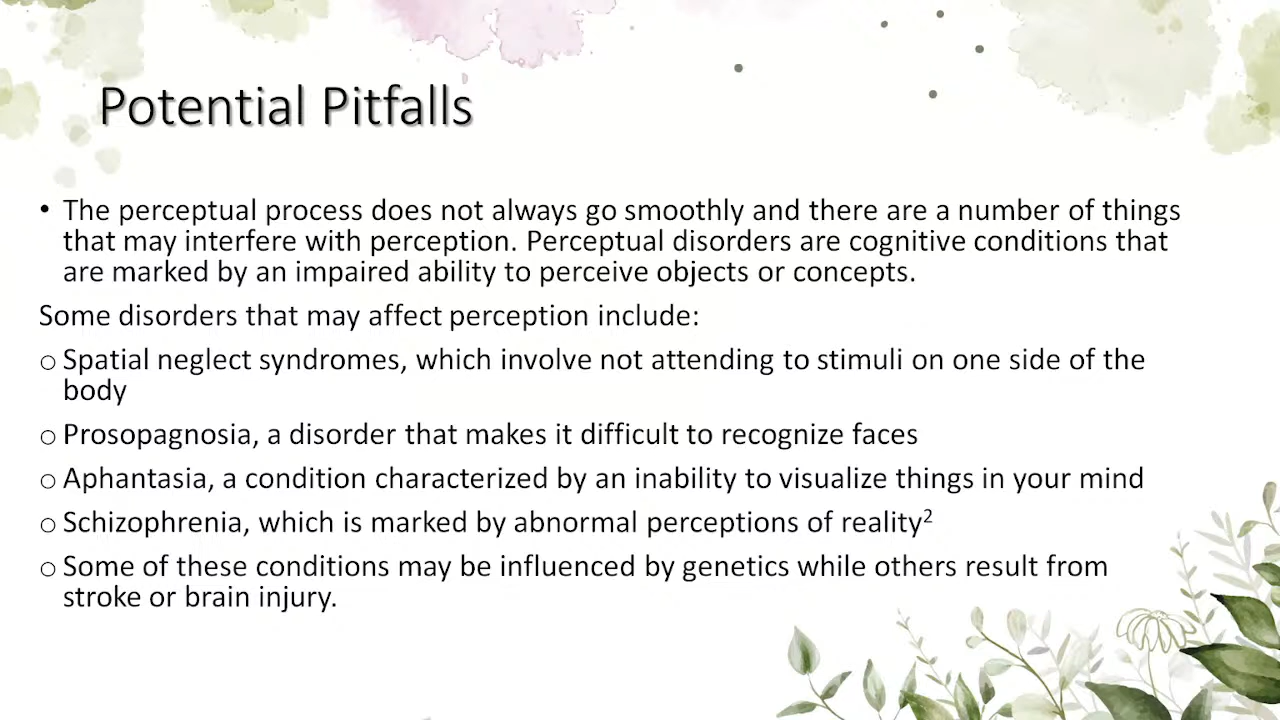 Potential Pitfalls
• The perceptual process does not always go smoothly and there are a number of things
that may interfere with perception. Perceptual disorders are cognitive conditions that
are marked by an impaired ability to perceive objects or concepts.
Some disorders that may affect perception include:
o Spatial neglect syndromes, which involve not attending to stimuli on one side of the
body
o Prosopagnosia, a disorder that makes it difficult to recognize faces
o Aphantasia, a condition characterized by an inability to visualize things in your mind
o Schizophrenia, which is marked by abnormal perceptions of reality²
o Some of these conditions may be influenced by genetics while others result from
stroke or brain injury.